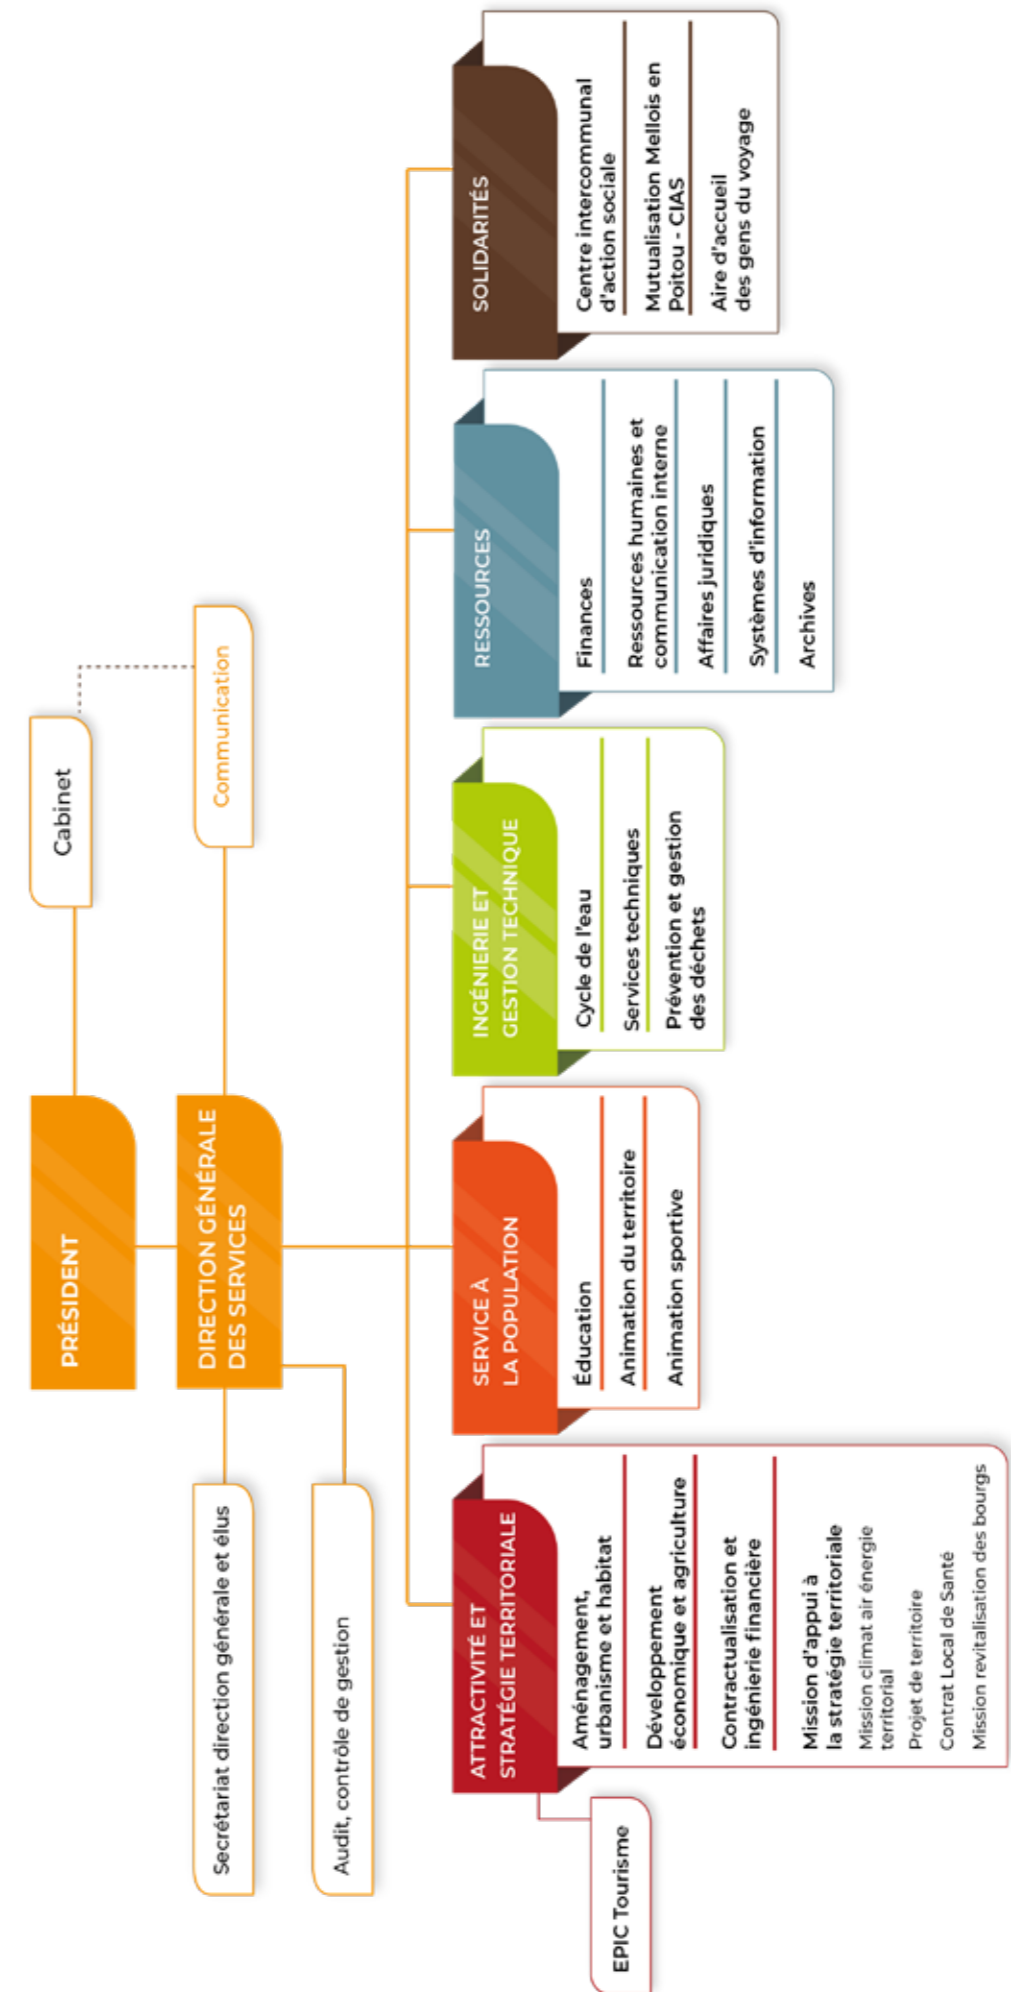 PRÉSIDENT
Cabinet
DIRECTION GÉNÉRALE
DES SERVICES
Communication
Secrétariat direction générale et élus
Audit, contrôle de gestion
ATTRACTIVITÉ ET
STRATÉGIE TERRITORIALE
Aménagement,
urbanisme et habitat
Développement
économique et agriculture
Contractualisation et
ingénierie financière
Mission d'appui à
la stratégie territoriale
Mission climat air énergie
territorial
Projet de territoire
Contrat Local de Santé
Mission revitalisation des bourgs
EPIC Tourisme
SERVICE À
LA POPULATION
Éducation
Animation du territoire
Animation sportive
INGÉNIERIE ET
GESTION TECHNIQUE
Cycle de l'eau
Services techniques
Prévention et gestion
des déchets
RESSOURCES
Finances
Ressources humaines et
communication interne
Affaires juridiques
Systèmes d'information
Archives
SOLIDARITÉS
Centre intercommunal
d'action sociale
Mutualisation Mellois en
Poitou - CIAS
Aire d'accueil
des gens du voyage